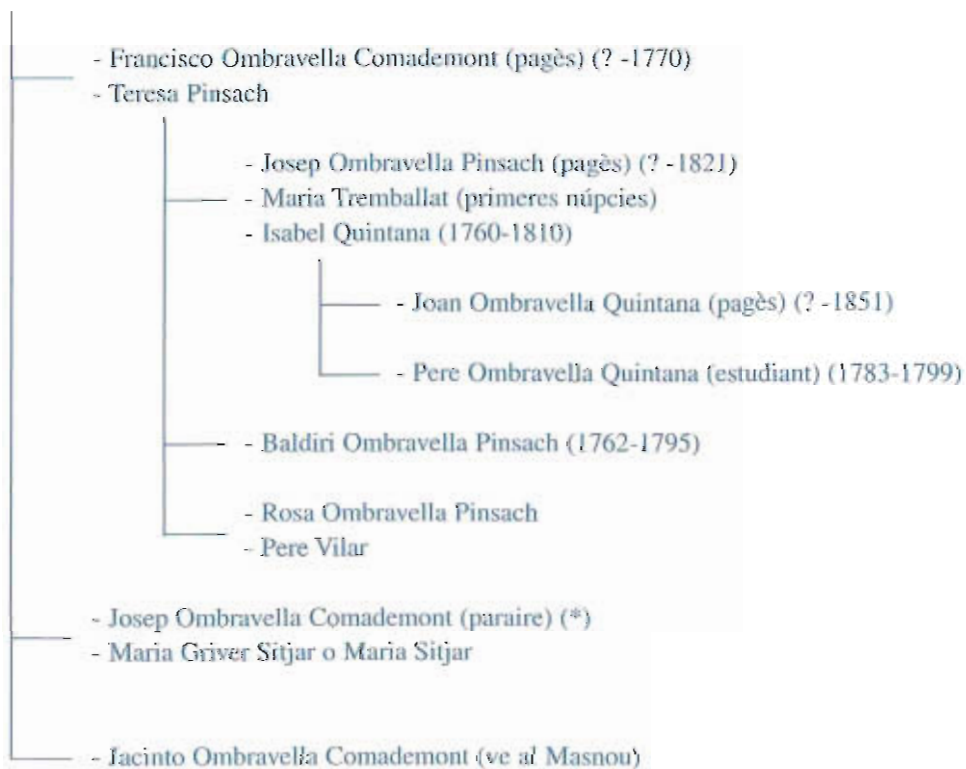 - Francisco Ombravella Comademont (pagès) (? -1770)
- Teresa Pinsach
- Josep Ombravella Pinsach (pagès) (? -1821)
- Maria Tremballat (primeres núpcies)
- Isabel Quintana (1760-1810)
- Joan Ombravella Quintana (pagès) (? -1851)
- Pere Ombravella Quintana (estudiant) (1783-1799)
- Baldiri Ombravella Pinsach (1762-1795)
- Rosa Ombravella Pinsach
- Pere Vilar
- Josep Ombravella Comademont (paraire) (*)
- Maria Griver Sitjar o Maria Sitjar
- Jacinto Ombravella Comademont (ve al Masnou)